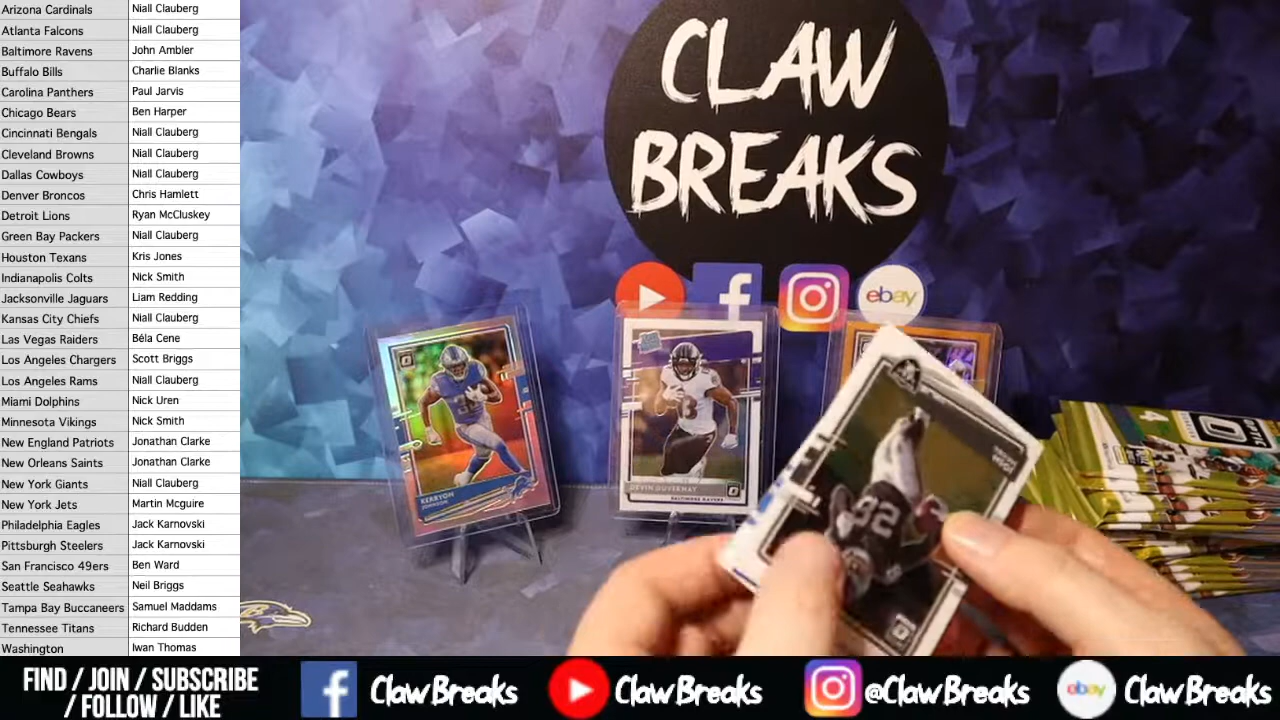 Arizona Cardinals Niall Clauberg
Atlanta Falcons Niall Clauberg
Baltimore Ravens John Ambler
Buffalo Bills Charlie Blanks
Carolina Panthers Paul Jarvis
Chicago Bears Ben Harper
Cincinnati Bengals Niall Clauberg
Cleveland Browns Niall Clauberg
Dallas Cowboys Niall Clauberg
Denver Broncos Chris Hamlett
Detroit Lions Ryan McCluskey
Green Bay Packers Niall Clauberg
Houston Texans Kris Jones
Indianapolis Colts Nick Smith
Jacksonville Jaguars Liam Redding
Kansas City Chiefs Niall Clauberg
Las Vegas Raiders Béla Cene
Los Angeles Chargers Scott Briggs
Los Angeles Rams Niall Clauberg
Miami Dolphins Nick Uren
Minnesota Vikings Nick Smith
New England Patriots Jonathan Clarke
New Orleans Saints Jonathan Clarke
New York Giants Niall Clauberg
New York Jets Martin Mcguire
Philadelphia Eagles Jack Karnovski
Pittsburgh Steelers Jack Karnovski
San Francisco 49ers Ben Ward
Seattle Seahawks Neil Briggs
Tampa Bay Buccaneers Samuel Maddams
Tennessee Titans Richard Budden
Washington Iwan Thomas
CLAW
BREAKS
ebay
KERRYON
JOHNSON
DEVIN DUVERNAY
BALTIMORE RAVENS
92
4
FIND / JOIN / SUBSCRIBE
/ FOLLOW / LIKE
ClawBreaks
ClawBreaks
@ClawBreaks
ebay
ClawBreaks